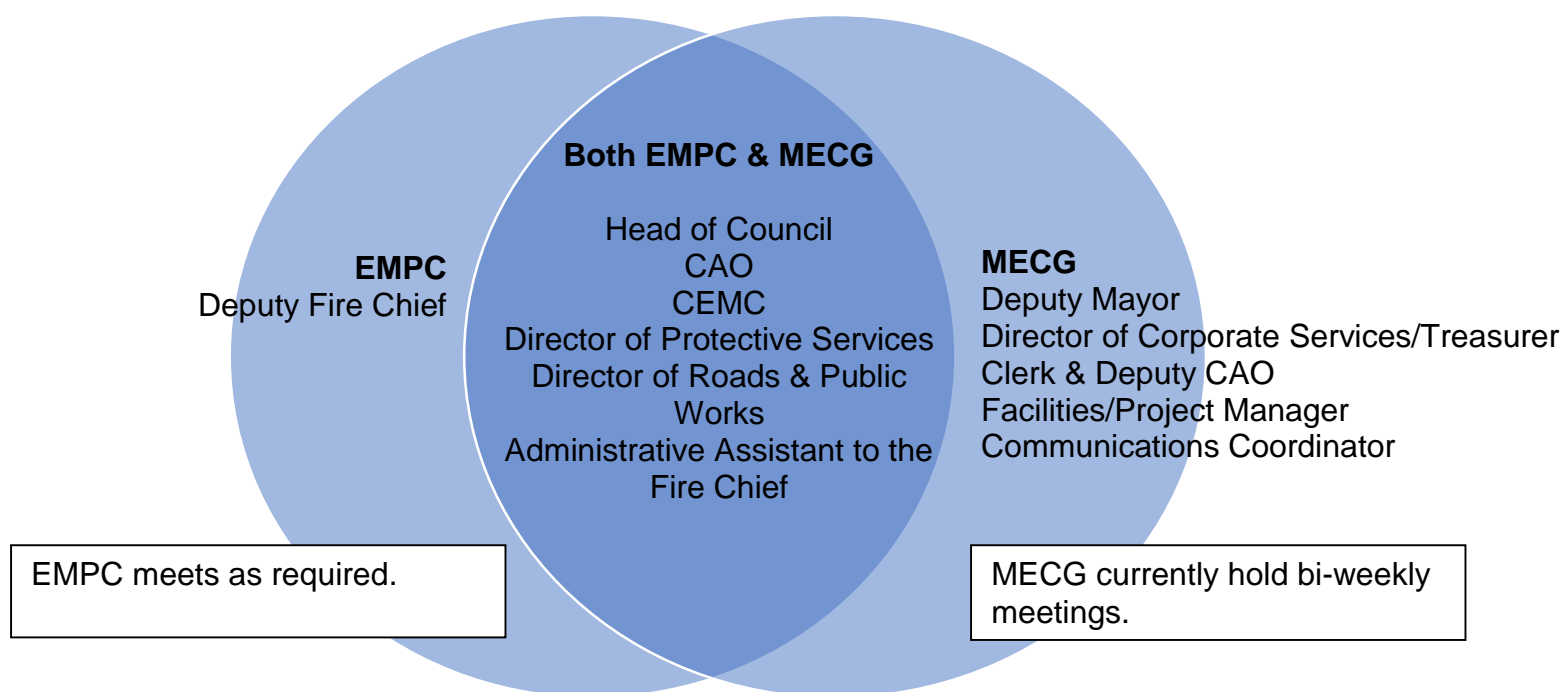 Both EMPC & MECG
Head of Council
CAO
CEMC
Director of Protective Services
Director of Roads & Public
Works
Administrative Assistant to the
Fire Chief
EMPC
Deputy Fire Chief
MECG
Deputy Mayor
Director of Corporate Services/Treasurer
Clerk & Deputy CAO
Facilities/Project Manager
Communications Coordinator
EMPC meets as required.
MECG currently hold bi-weekly
meetings.